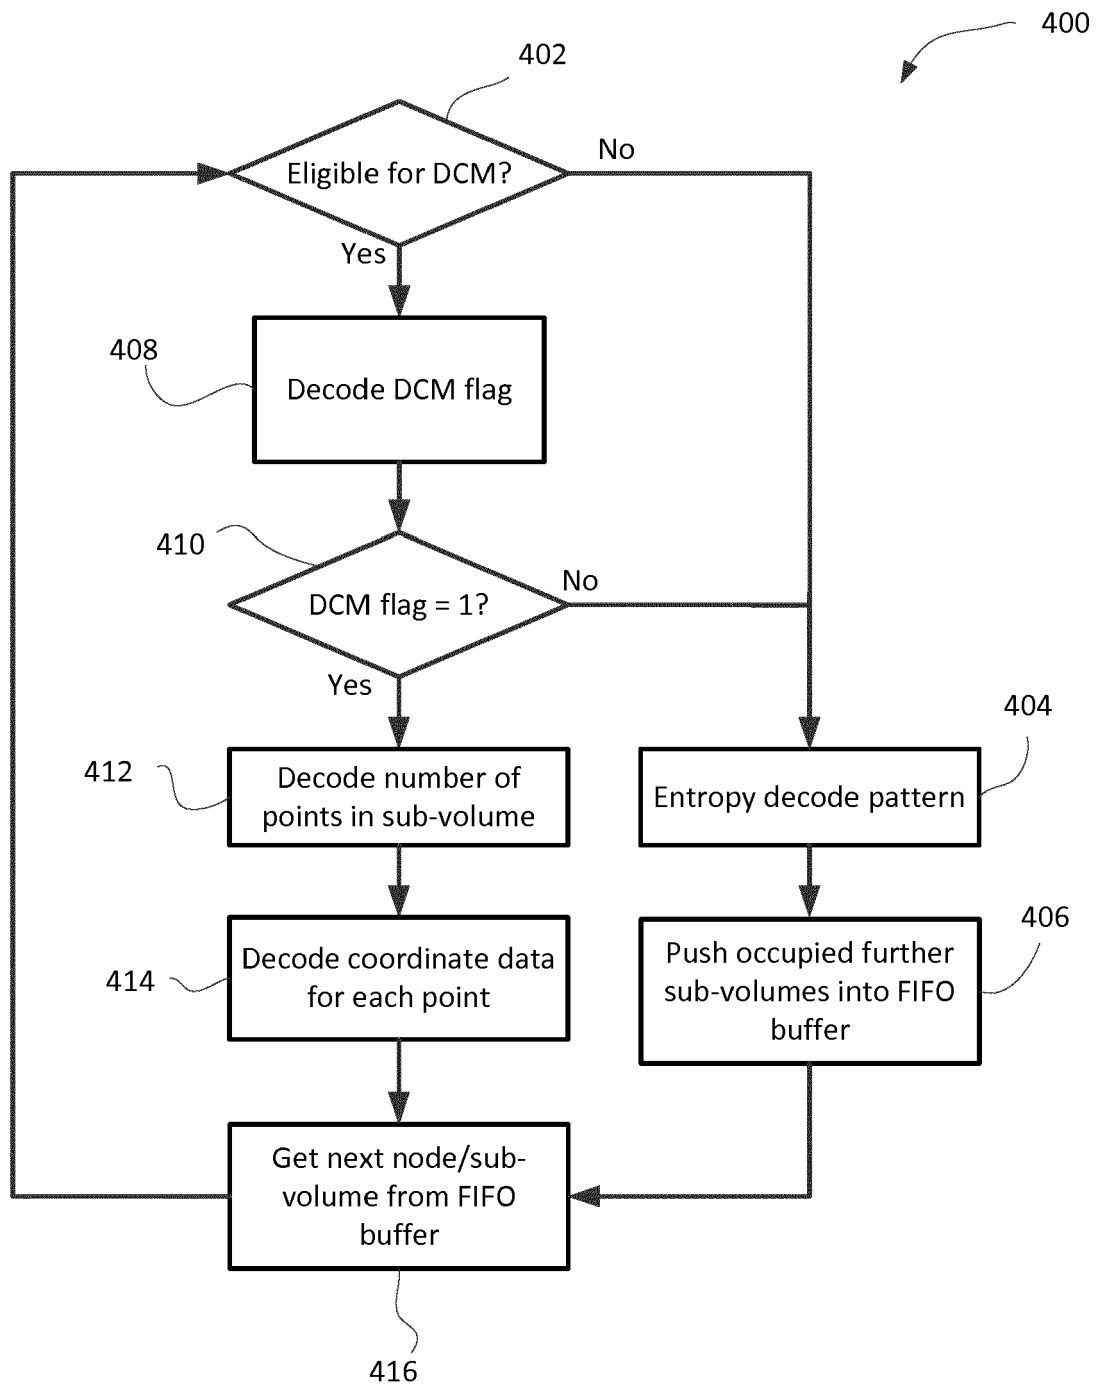 400
402
Eligible for DCM?
No
Yes
408
Decode DCM flag
410
DCM flag = 1?
No
Yes
404
412
Decode number of
points in sub-volume
Entropy decode pattern
406
414
Decode coordinate data
for each point
Push occupied further
sub-volumes into FIFO
buffer
Get next node/sub-
volume from FIFO
buffer
416